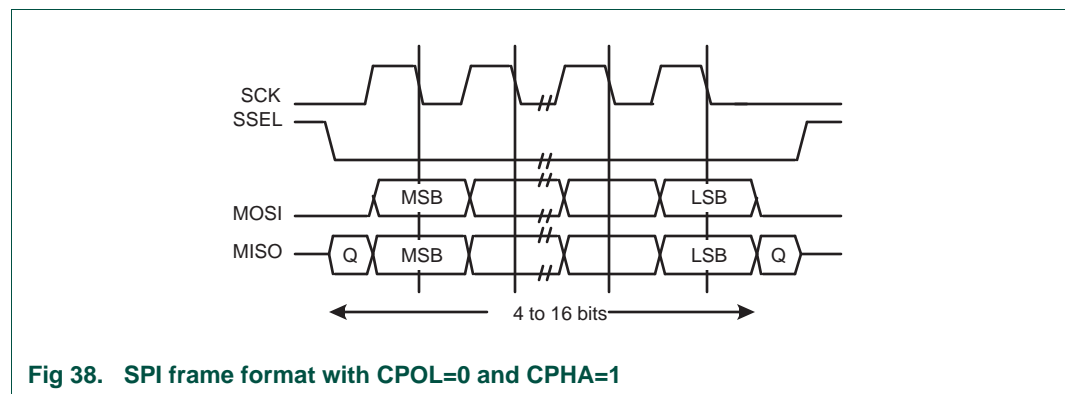 SCK
SSEL
MOSI
MSB
LSB
MISO
Q
MSB
LSB
Q
4 to 16 bits
Fig 38. SPI frame format with CPOL=0 and CPHA=1